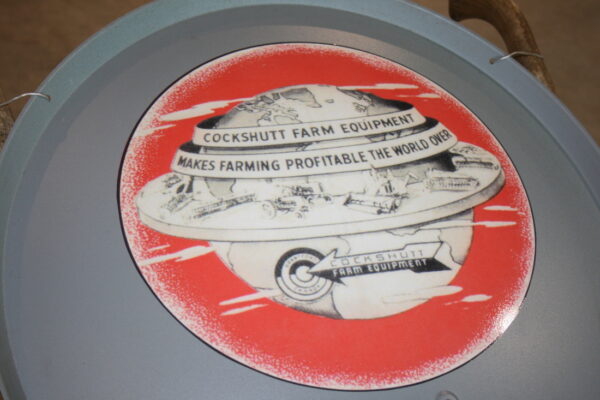 COCKSHUTT FARM EQUIPMENT
MAKES FARMING PROFITABLE THE WORLD OVER
COCKSHUTT
FARM EQUIPMENT